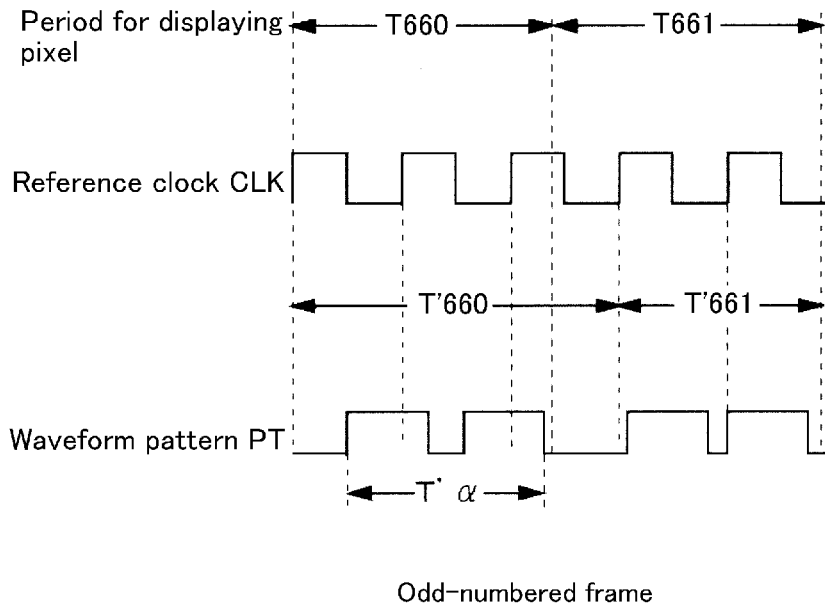 Period for displaying pixel
T660
T661
Reference clock CLK
T'660
T'661
Waveform pattern PT
T' α
Odd-numbered frame